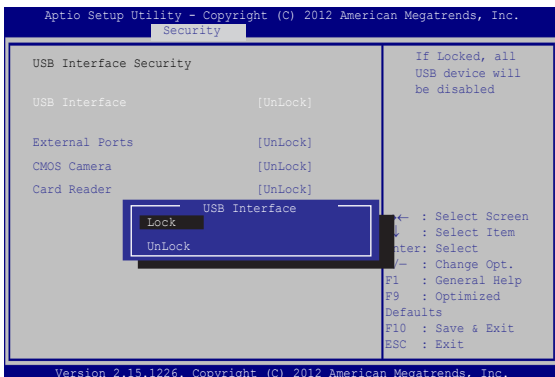 Aptio Setup Utility - Copyright (C) 2012 American Megatrends, Inc.
Security
USB Interface Security
USB Interface [UnLock]
External Ports [UnLock]
CMOS Camera [UnLock]
Card Reader [UnLock]
USB Interface
Lock
UnLock
If Locked, all
USB device will
be disabled
→← : Select Screen
↓ : Select Item
nter: Select
/— : Change Opt.
F1 : General Help
F9 : Optimized
Defaults
F10 : Save & Exit
ESC : Exit
Version 2.15.1226. Copyright (C) 2012 American Megatrends, Inc.